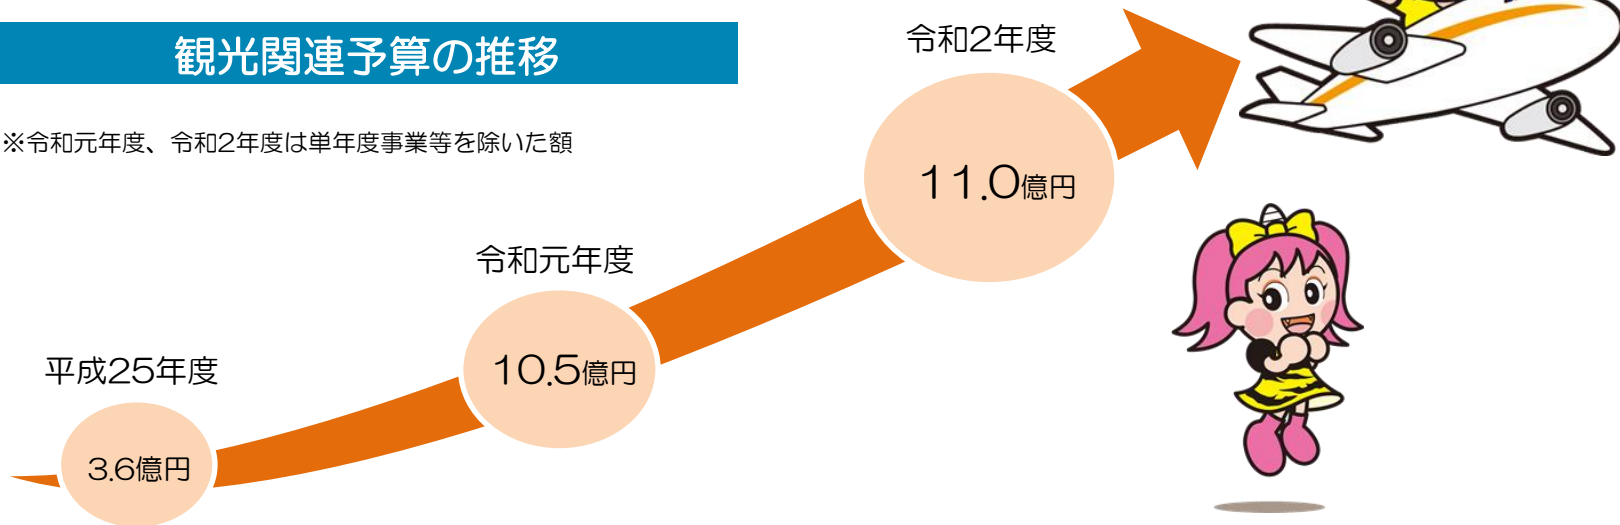 観光関連予算の推移
※令和元年度、令和2年度は単年度事業等を除いた額
令和2年度
11.0億円
令和元年度
10.5億円
平成25年度
3.6億円